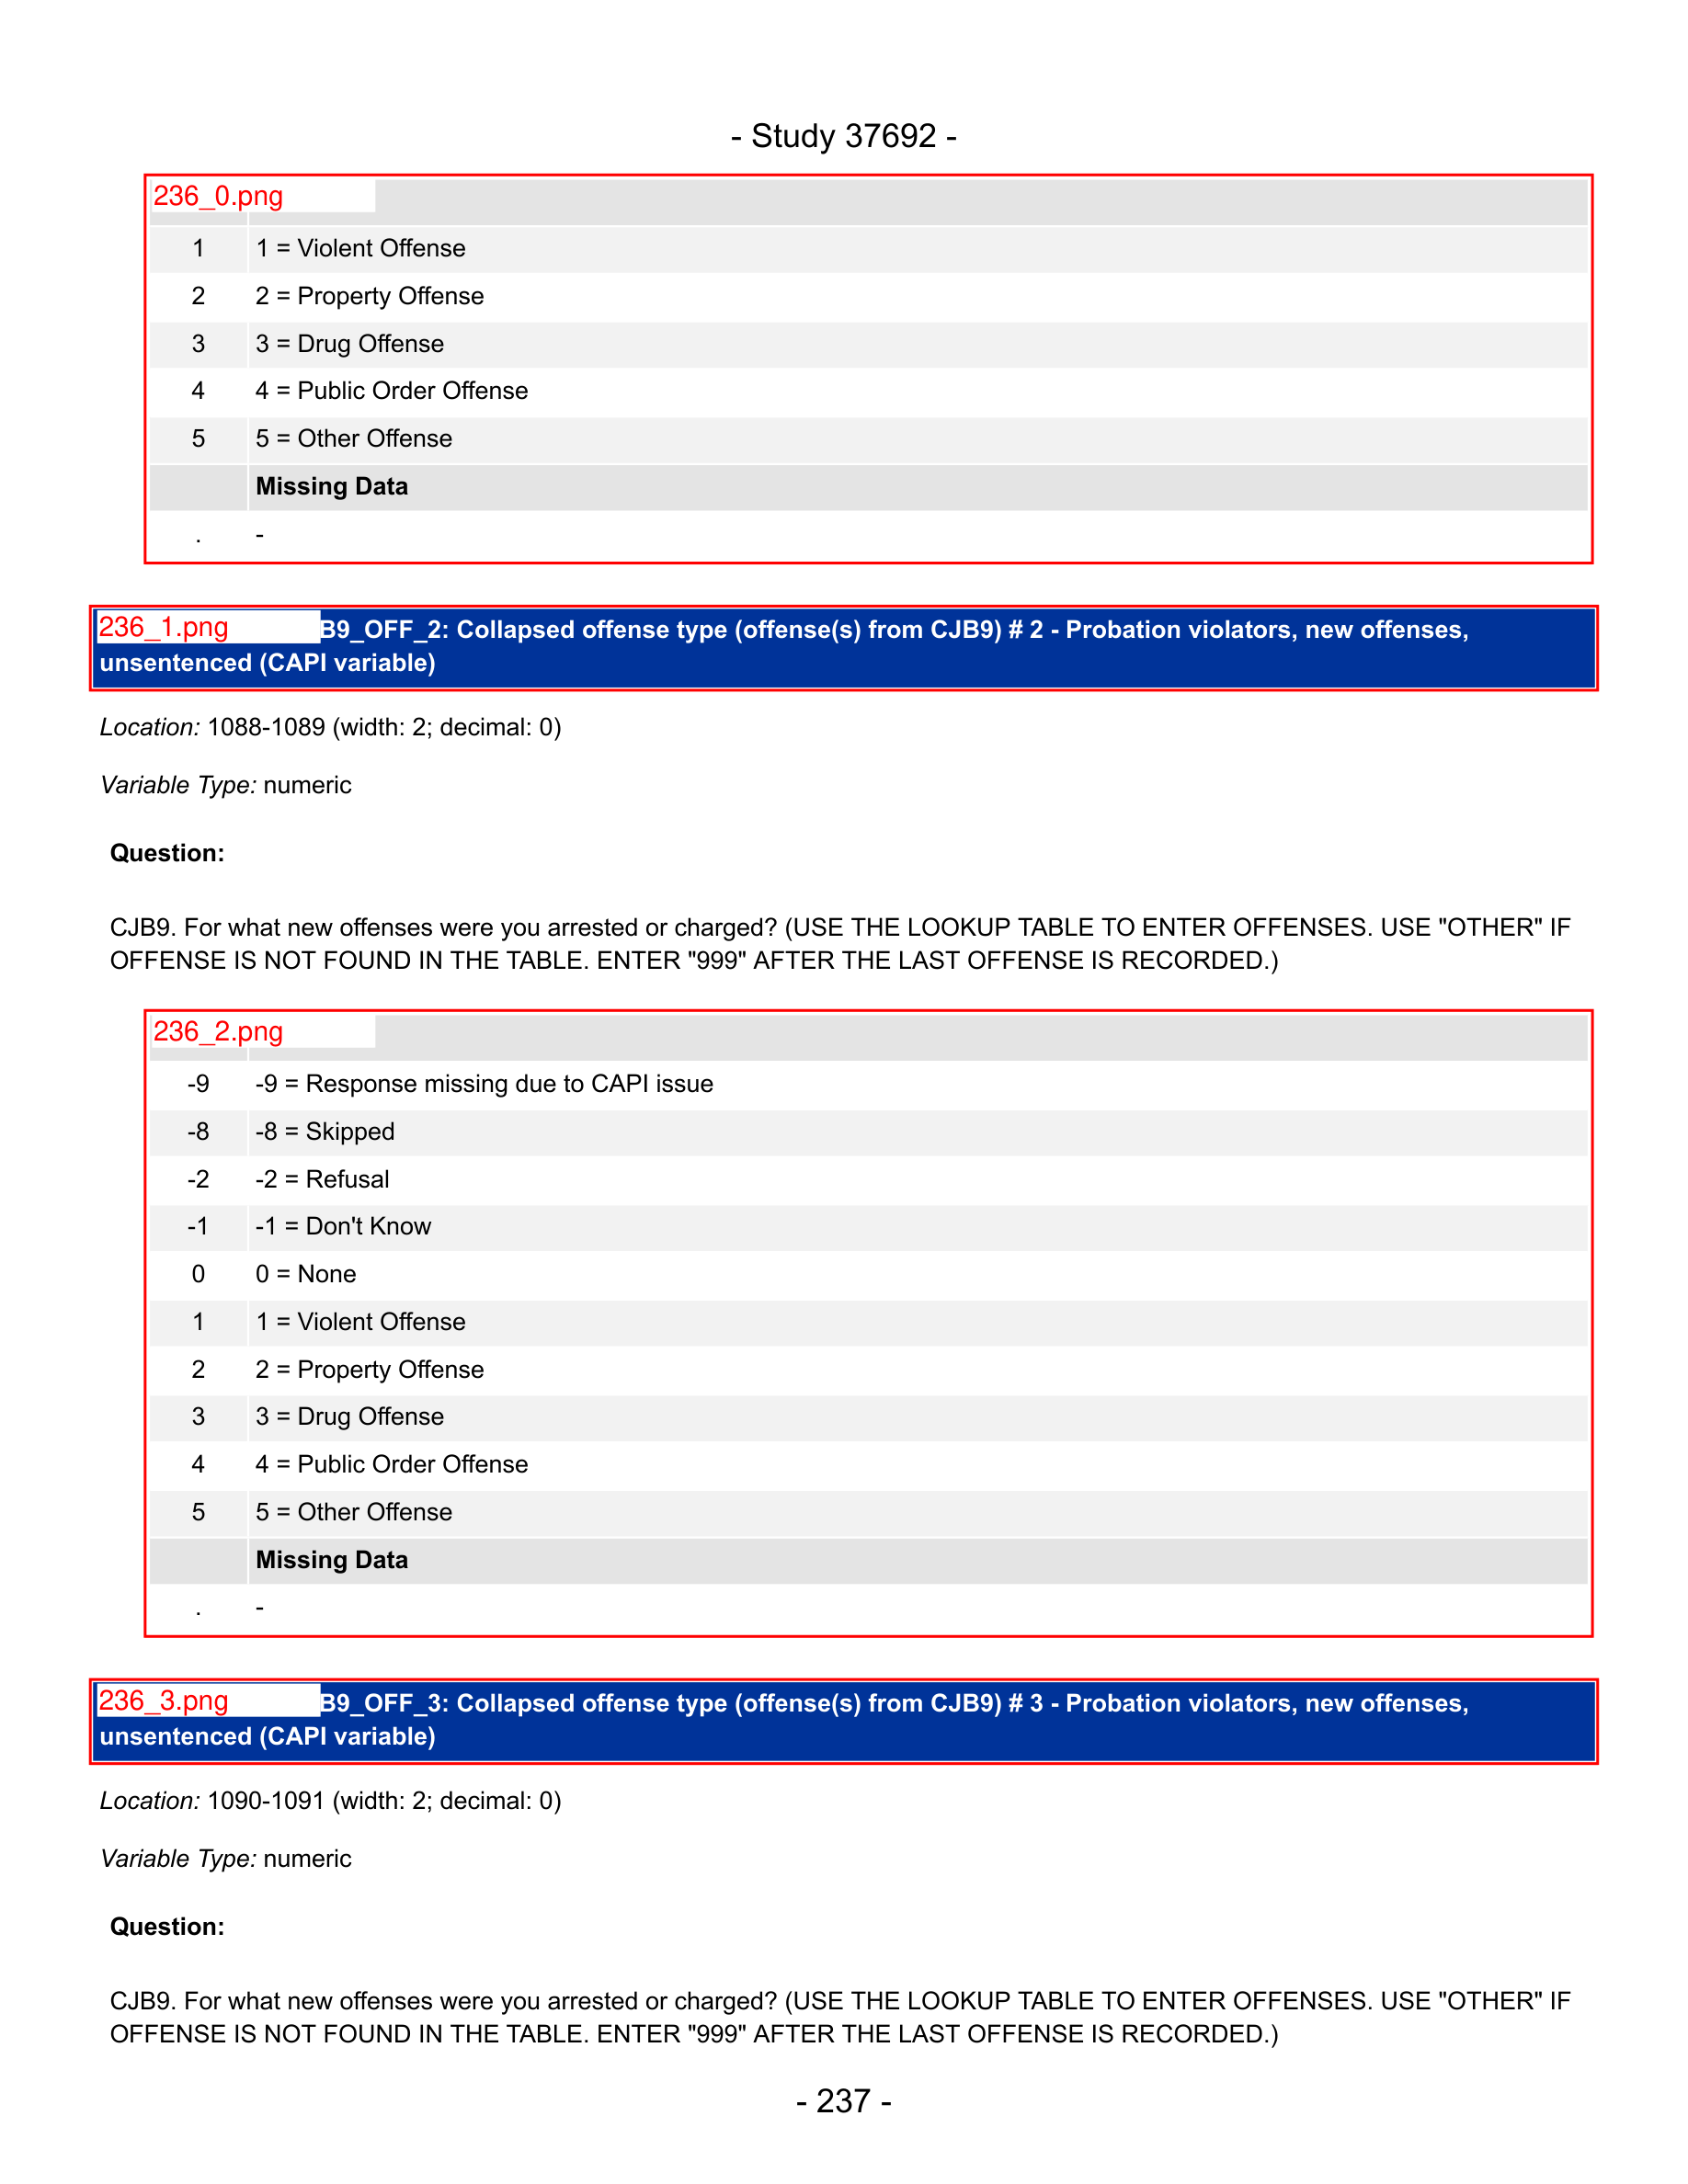 - Study 37692 -
236_0.png
1 1 = Violent Offense
2 2 = Property Offense
3 3 = Drug Offense
4 4 = Public Order Offense
5 5 = Other Offense
Missing Data
. -
236_1.png B9_OFF_2: Collapsed offense type (offense(s) from CJB9) # 2 - Probation violators, new offenses,
unsentenced (CAPI variable)
Location: 1088-1089 (width: 2; decimal: 0)
Variable Type: numeric
Question:
CJB9. For what new offenses were you arrested or charged? (USE THE LOOKUP TABLE TO ENTER OFFENSES. USE "OTHER" IF
OFFENSE IS NOT FOUND IN THE TABLE. ENTER "999" AFTER THE LAST OFFENSE IS RECORDED.)
236_2.png
-9 -9 = Response missing due to CAPI issue
-8 -8 = Skipped
-2 -2 = Refusal
-1 -1 = Don't Know
0 0 = None
1 1 = Violent Offense
2 2 = Property Offense
3 3 = Drug Offense
4 4 = Public Order Offense
5 5 = Other Offense
Missing Data
. -
236_3.png B9_OFF_3: Collapsed offense type (offense(s) from CJB9) # 3 - Probation violators, new offenses,
unsentenced (CAPI variable)
Location: 1090-1091 (width: 2; decimal: 0)
Variable Type: numeric
Question:
CJB9. For what new offenses were you arrested or charged? (USE THE LOOKUP TABLE TO ENTER OFFENSES. USE "OTHER" IF
OFFENSE IS NOT FOUND IN THE TABLE. ENTER "999" AFTER THE LAST OFFENSE IS RECORDED.)
- 237 -